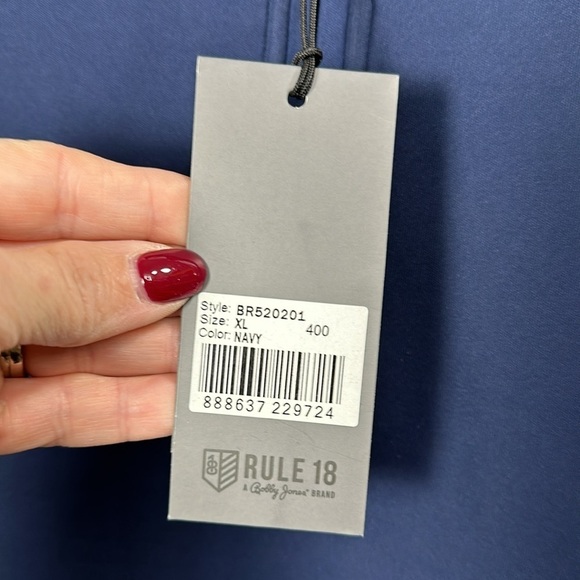 Style: BR520201
Size: XL 400
Color: NAVY
888637 229724
RULE 18
A Bobby Jones® BRAND